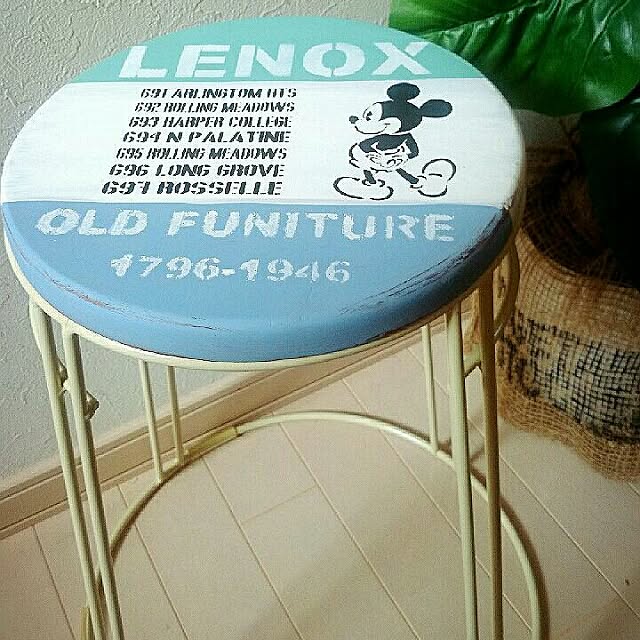 LENOX
691 ARLINGTOM HTS
692 ROLLING MEADOWS
693 HARPER COLLEGE
694 N PALATINE
695 ROLLING MEADOWS
696 LONG GROVE
697 ROSSELLE
OLD FUNITURE
1796-1946